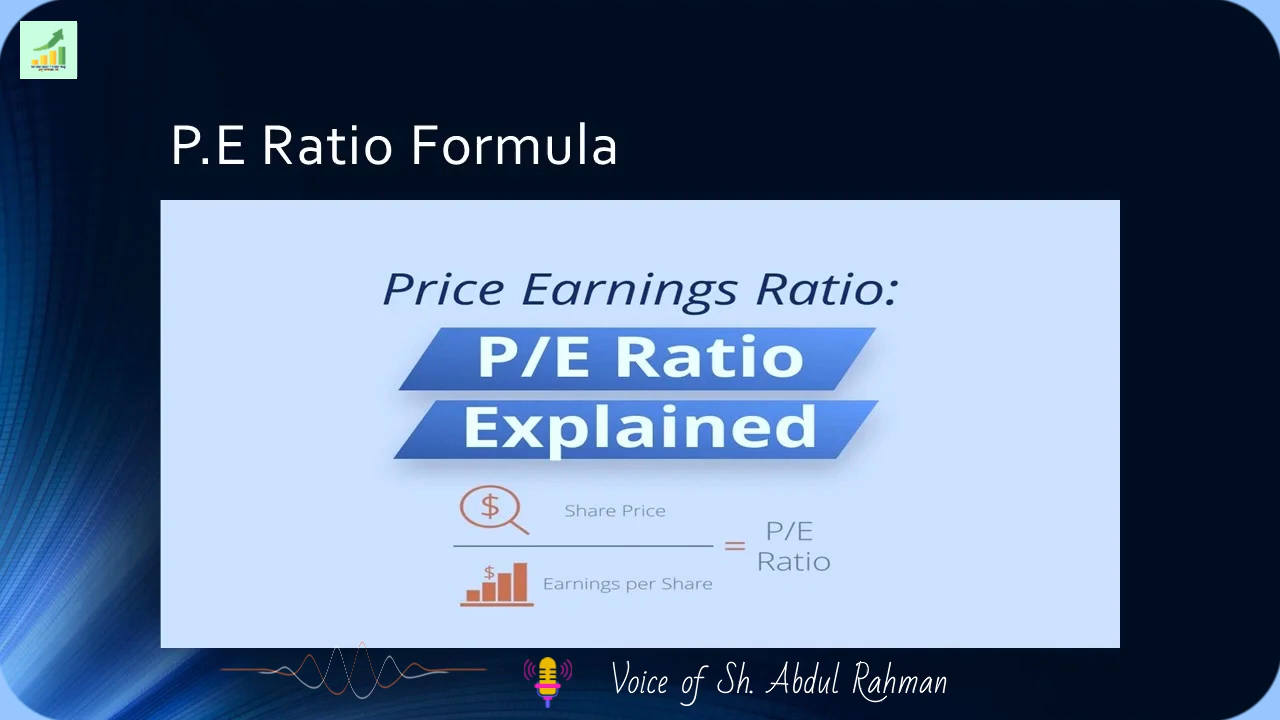 P.E Ratio Formula
Price Earnings Ratio:
P/E Ratio
Explained
$
Share Price
$
Earnings per Share
=
P/E
Ratio
Voice of Sh. Abdul Rahman